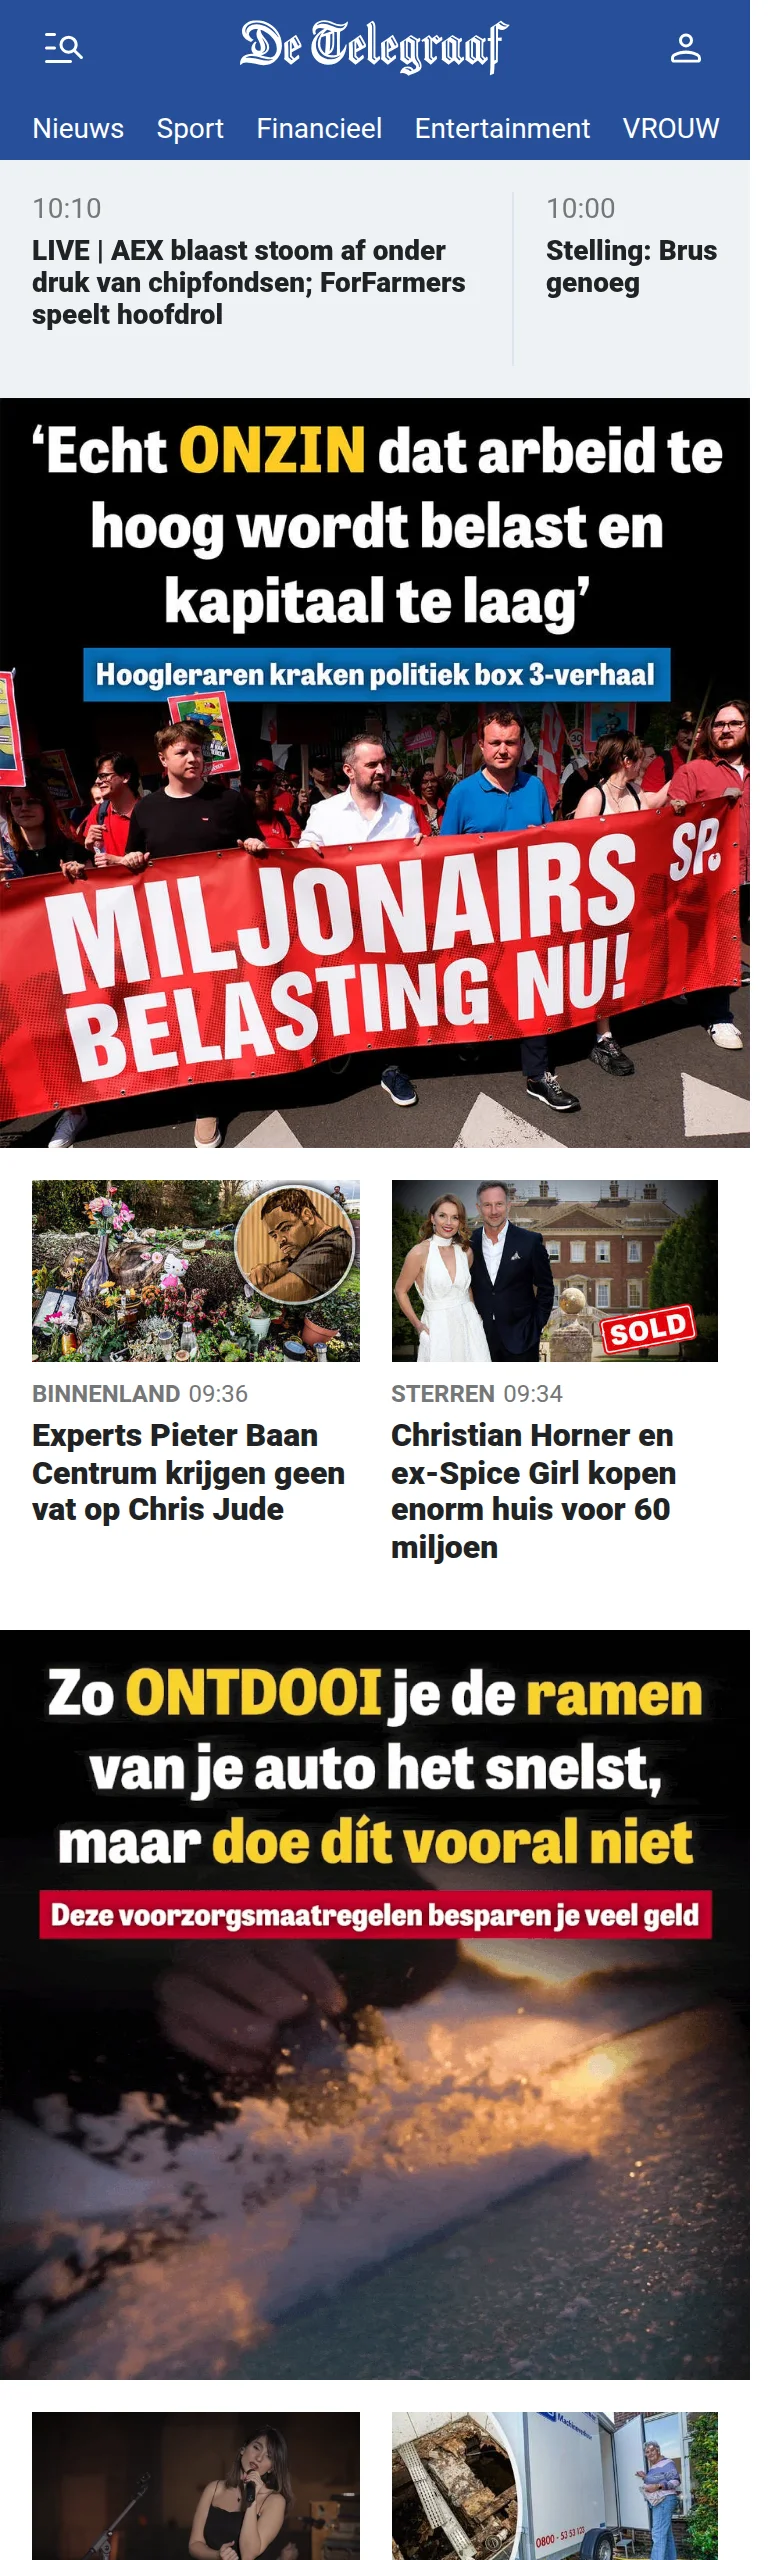 De Telegraaf
Nieuws Sport Financieel Entertainment VROUW
10:10
LIVE | AEX blaast stoom af onder
druk van chipfondsen; ForFarmers
speelt hoofdrol
10:00
Stelling: Brus
genoeg
‘Echt ONZIN dat arbeid te
hoog wordt belast en
kapitaal te laag’
Hoogleraren kraken politiek box 3-verhaal
SP.
MILJONAIRS
BELASTING NU!
SOLD
BINNENLAND 09:36
Experts Pieter Baan
Centrum krijgen geen
vat op Chris Jude
STERREN 09:34
Christian Horner en
ex-Spice Girl kopen
enorm huis voor 60
miljoen
Zo ONTDOOI je de ramen
van je auto het snelst,
maar doe dít vooral niet
Deze voorzorgsmaatregelen besparen je veel geld
0800 - 53 53 123